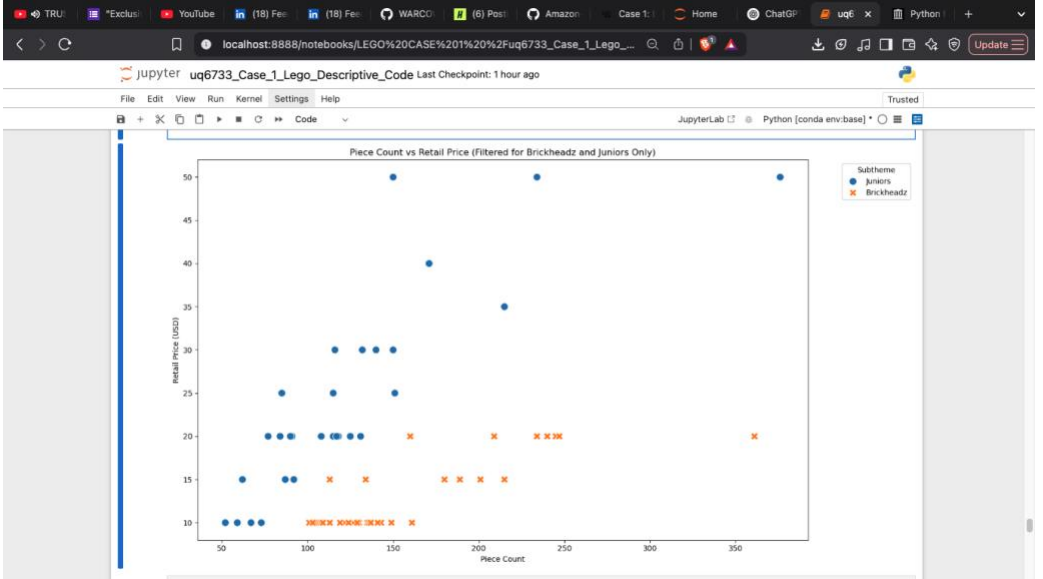 TRU
"Exclusi
YouTube
(18) Fee
(18) Fee
WARCO
(6) Post
Amazon
Case 1:
Home
ChatGP
uq6
Python
localhost:8888/notebooks/LEGO%20CASE%201%20%2Fuq6733_Case_1_Lego_...
Update
jupyter uq6733_Case_1_Lego_Descriptive_Code Last Checkpoint: 1 hour ago
File Edit View Run Kernel Settings Help
Trusted
Code
JupyterLab
Python [conda env:base] *
Piece Count vs Retail Price (Filtered for Brickheadz and Juniors Only)
Subtheme
Juniors
Brickheadz
50
45
40
35
30
25
20
15
10
Retail Price (USD)
50 100 150 200 250 300 350
Piece Count